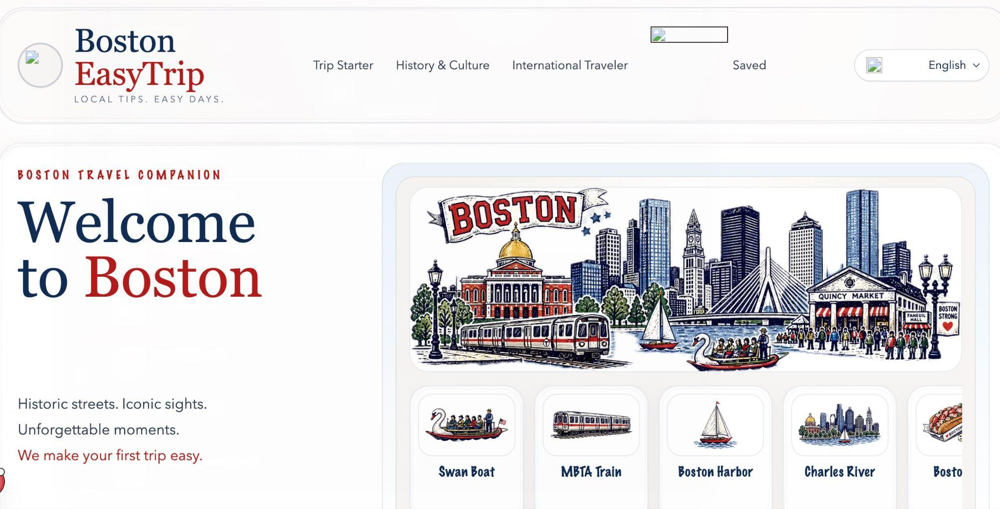 Boston
EasyTrip
LOCAL TIPS. EASY DAYS.
Trip Starter
History & Culture
International Traveler
Saved
English
BOSTON TRAVEL COMPANION
Welcome
to Boston
Historic streets. Iconic sights.
Unforgettable moments.
We make your first trip easy.
BOSTON
QUINCY MARKET
FANEUIL
HALL
BOSTON
STRONG
T
BOSTON
Swan Boat
MBTA Train
Boston Harbor
Charles River
Bosto